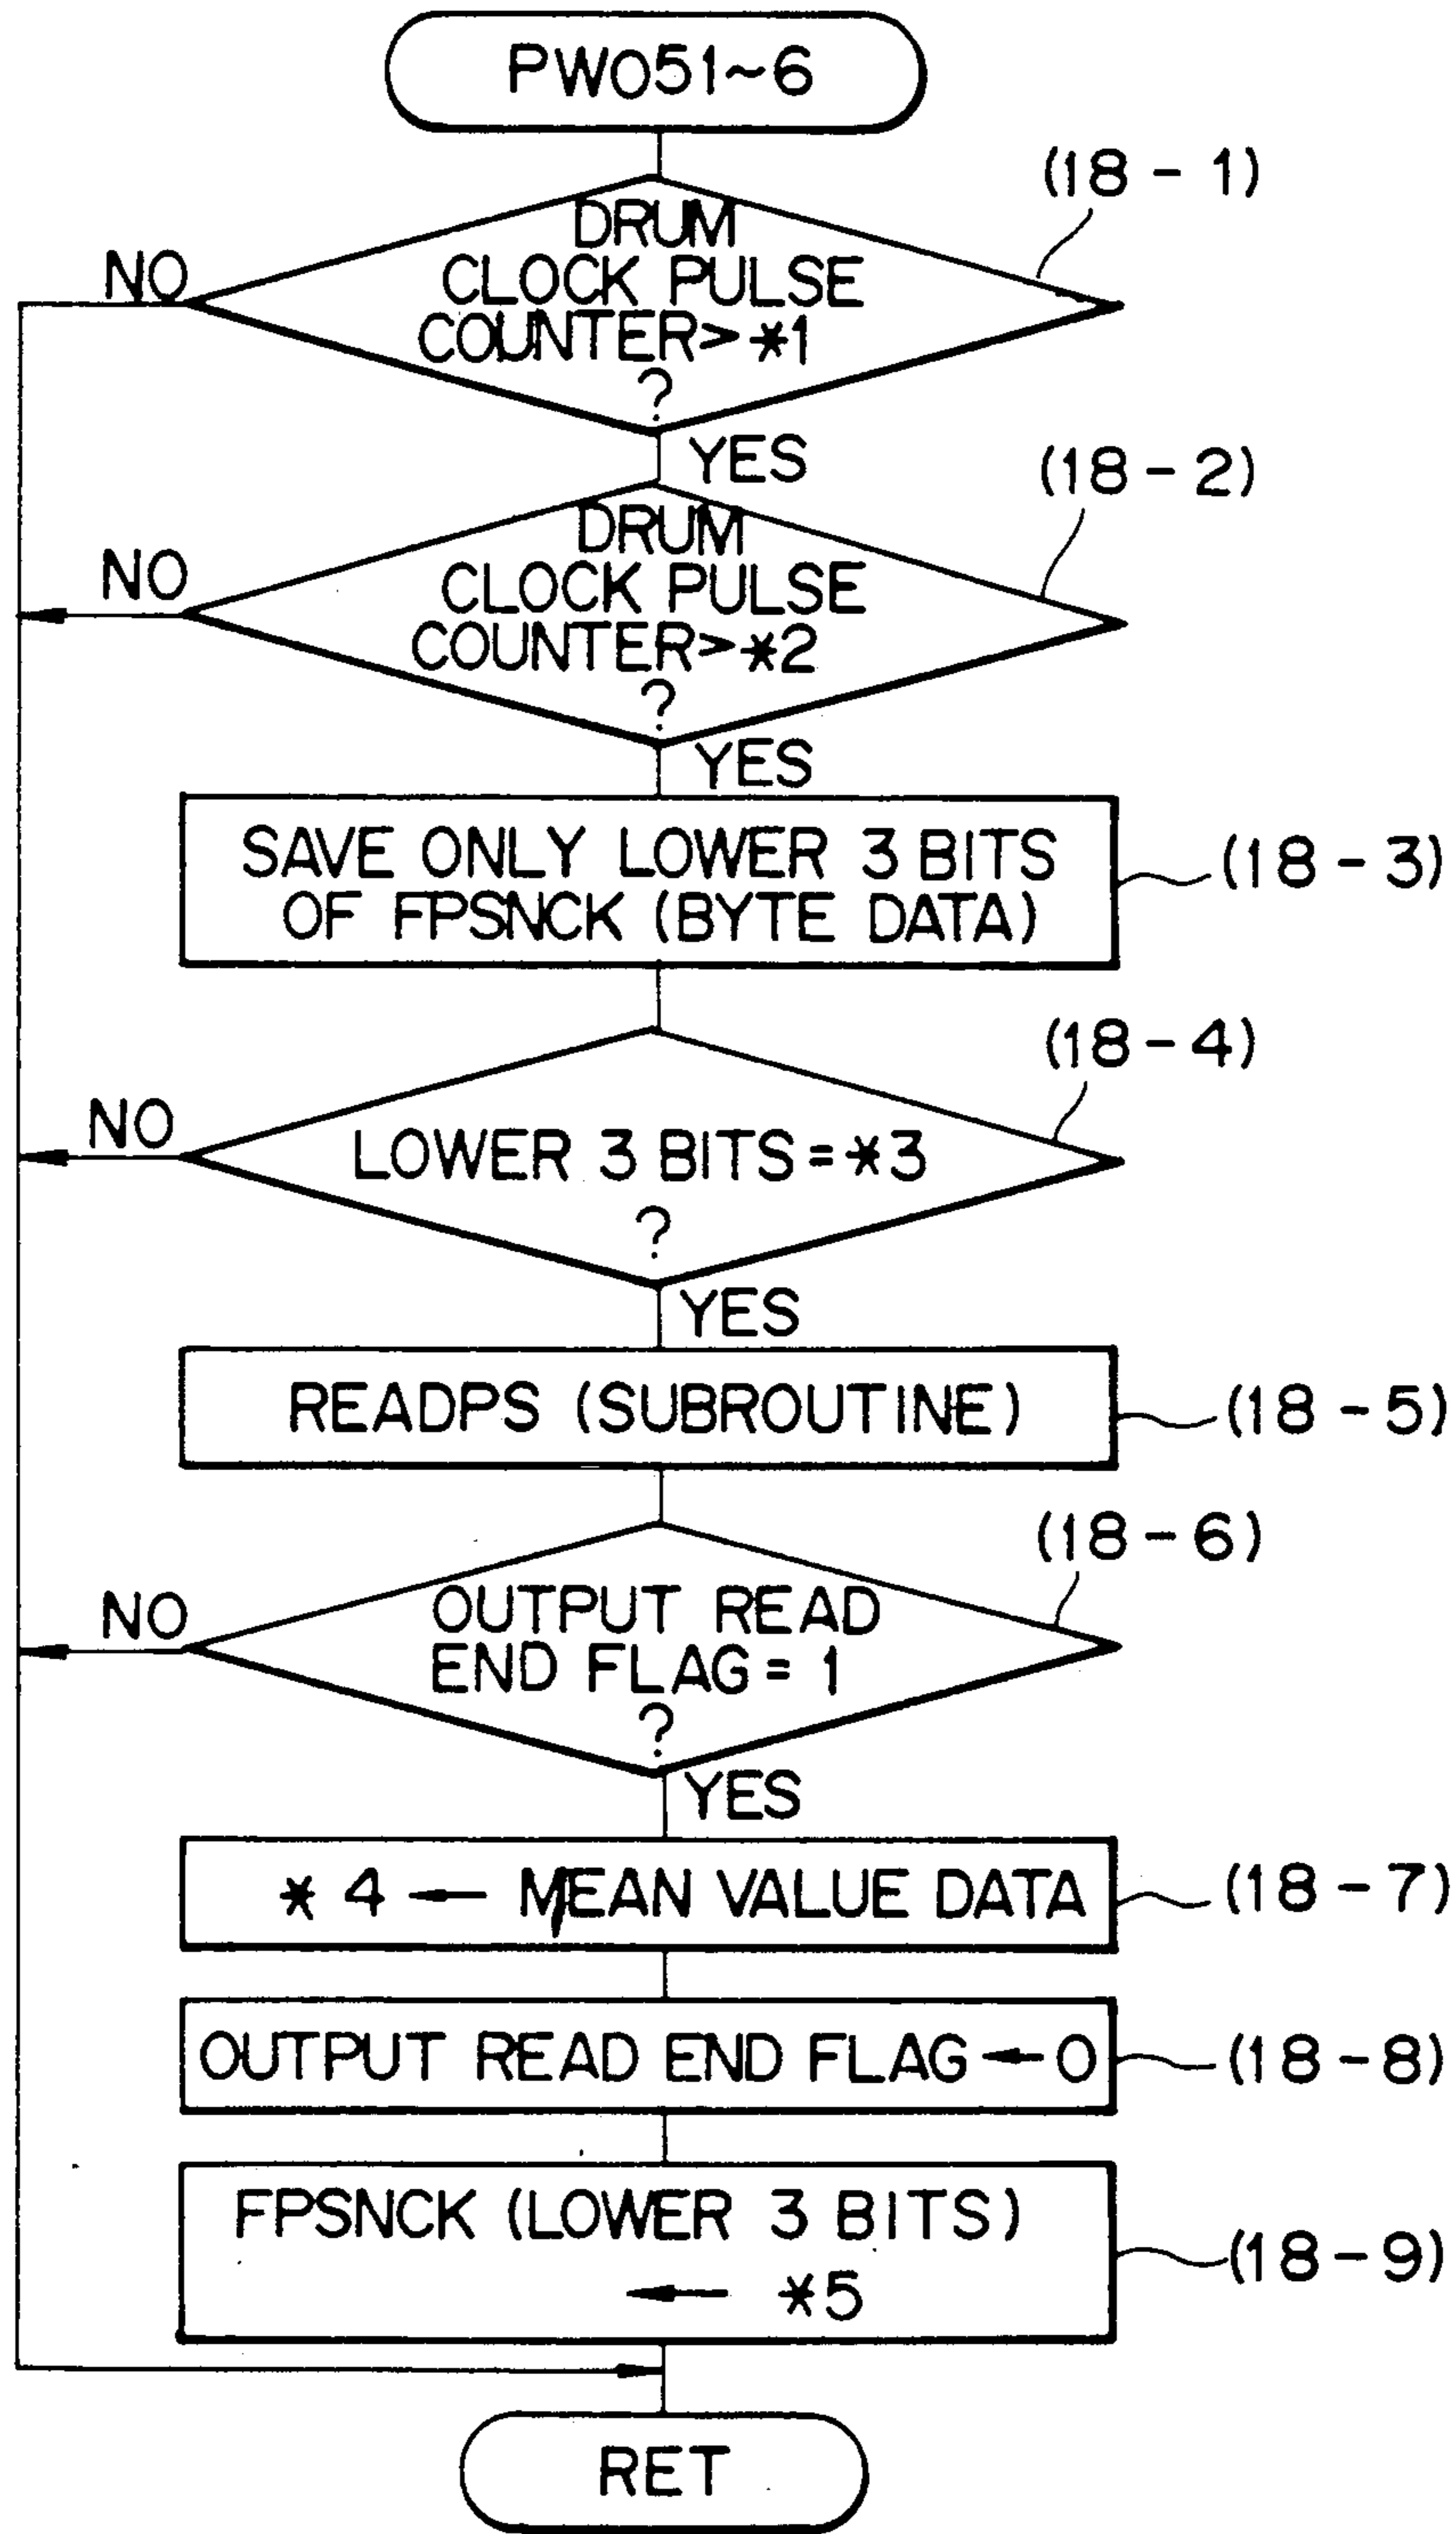 PW051~6
(18-1)
DRUM
CLOCK PULSE
COUNTER>*1
?
NO
YES
(18-2)
DRUM
CLOCK PULSE
COUNTER>*2
?
NO
YES
SAVE ONLY LOWER 3 BITS
OF FPSNCK (BYTE DATA)
(18-3)
(18-4)
LOWER 3 BITS=*3
?
NO
YES
READPS (SUBROUTINE)
(18-5)
(18-6)
OUTPUT READ
END FLAG=1
?
NO
YES
*4 ← MEAN VALUE DATA
(18-7)
OUTPUT READ END FLAG←0
(18-8)
FPSNCK (LOWER 3 BITS)
← *5
(18-9)
RET